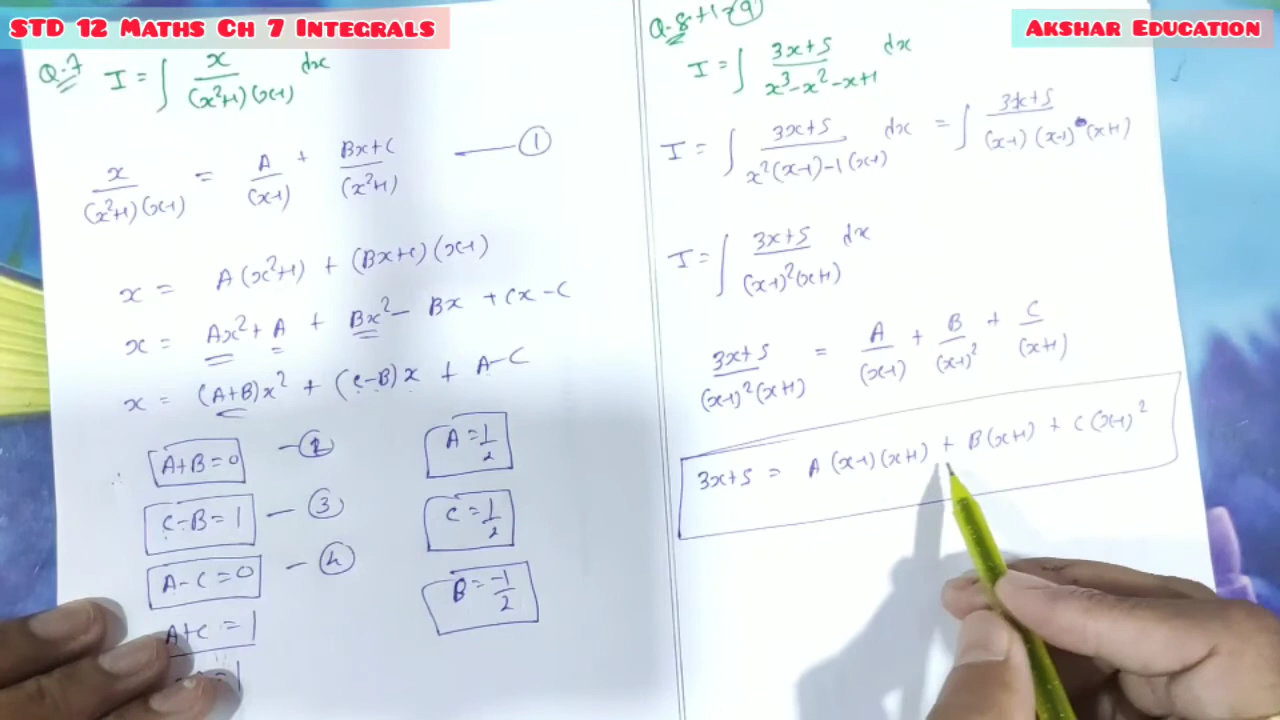 STD 12 Maths Ch 7 Integrals
Akshar Education
Q.7 I = ∫ x/((x²+1)(x-1)) dx
x/((x²+1)(x-1)) = A/(x-1) + (Bx+C)/(x²+1) —— ①
x = A(x²+1) + (Bx+C)(x-1)
x = Ax²+A + Bx² - Bx + Cx - C
x = (A+B)x² + (C-B)x + A-C
A+B=0 - ②
C-B=1 - ③
A-C=0 - ④
A+C=1
A=1/2
C=1/2
B=-1/2
Q.8+1=9
I = ∫ (3x+5)/(x³-x²-x+1) dx
I = ∫ (3x+5)/(x²(x-1)-1(x-1)) dx = ∫ (3x+5)/((x-1)(x-1)(x+1))
I = ∫ (3x+5)/((x-1)²(x+1)) dx
(3x+5)/((x-1)²(x+1)) = A/(x-1) + B/(x-1)² + C/(x+1)
3x+5 = A(x-1)(x+1) + B(x+1) + C(x-1)²